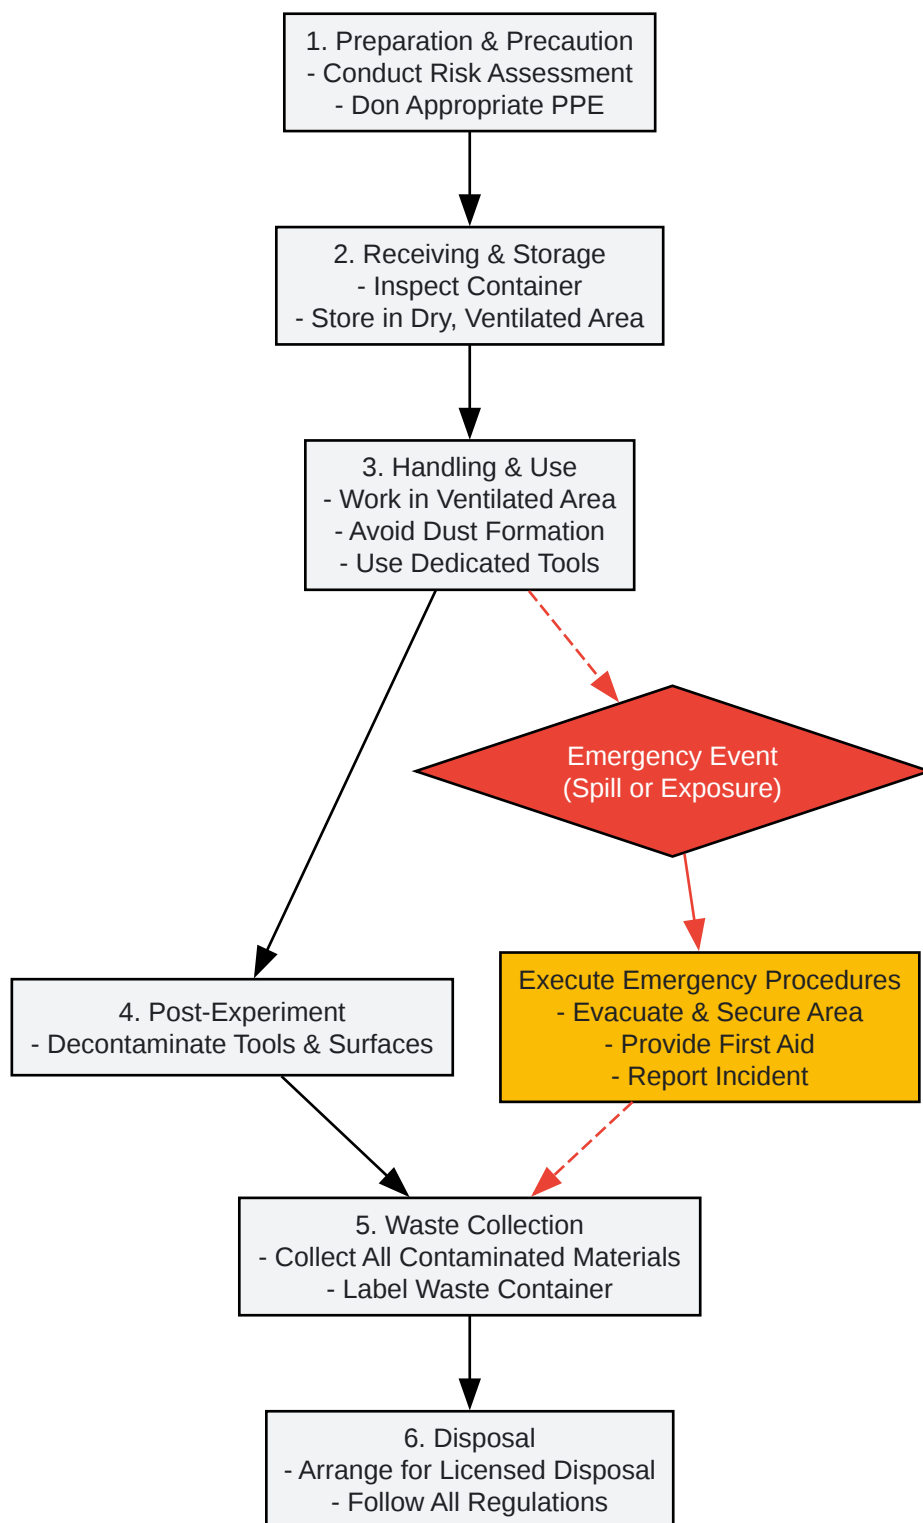 1. Preparation & Precaution
- Conduct Risk Assessment
- Don Appropriate PPE
2. Receiving & Storage
- Inspect Container
- Store in Dry, Ventilated Area
3. Handling & Use
- Work in Ventilated Area
- Avoid Dust Formation
- Use Dedicated Tools
Emergency Event
(Spill or Exposure)
4. Post-Experiment
- Decontaminate Tools & Surfaces
Execute Emergency Procedures
- Evacuate & Secure Area
- Provide First Aid
- Report Incident
5. Waste Collection
- Collect All Contaminated Materials
- Label Waste Container
6. Disposal
- Arrange for Licensed Disposal
- Follow All Regulations